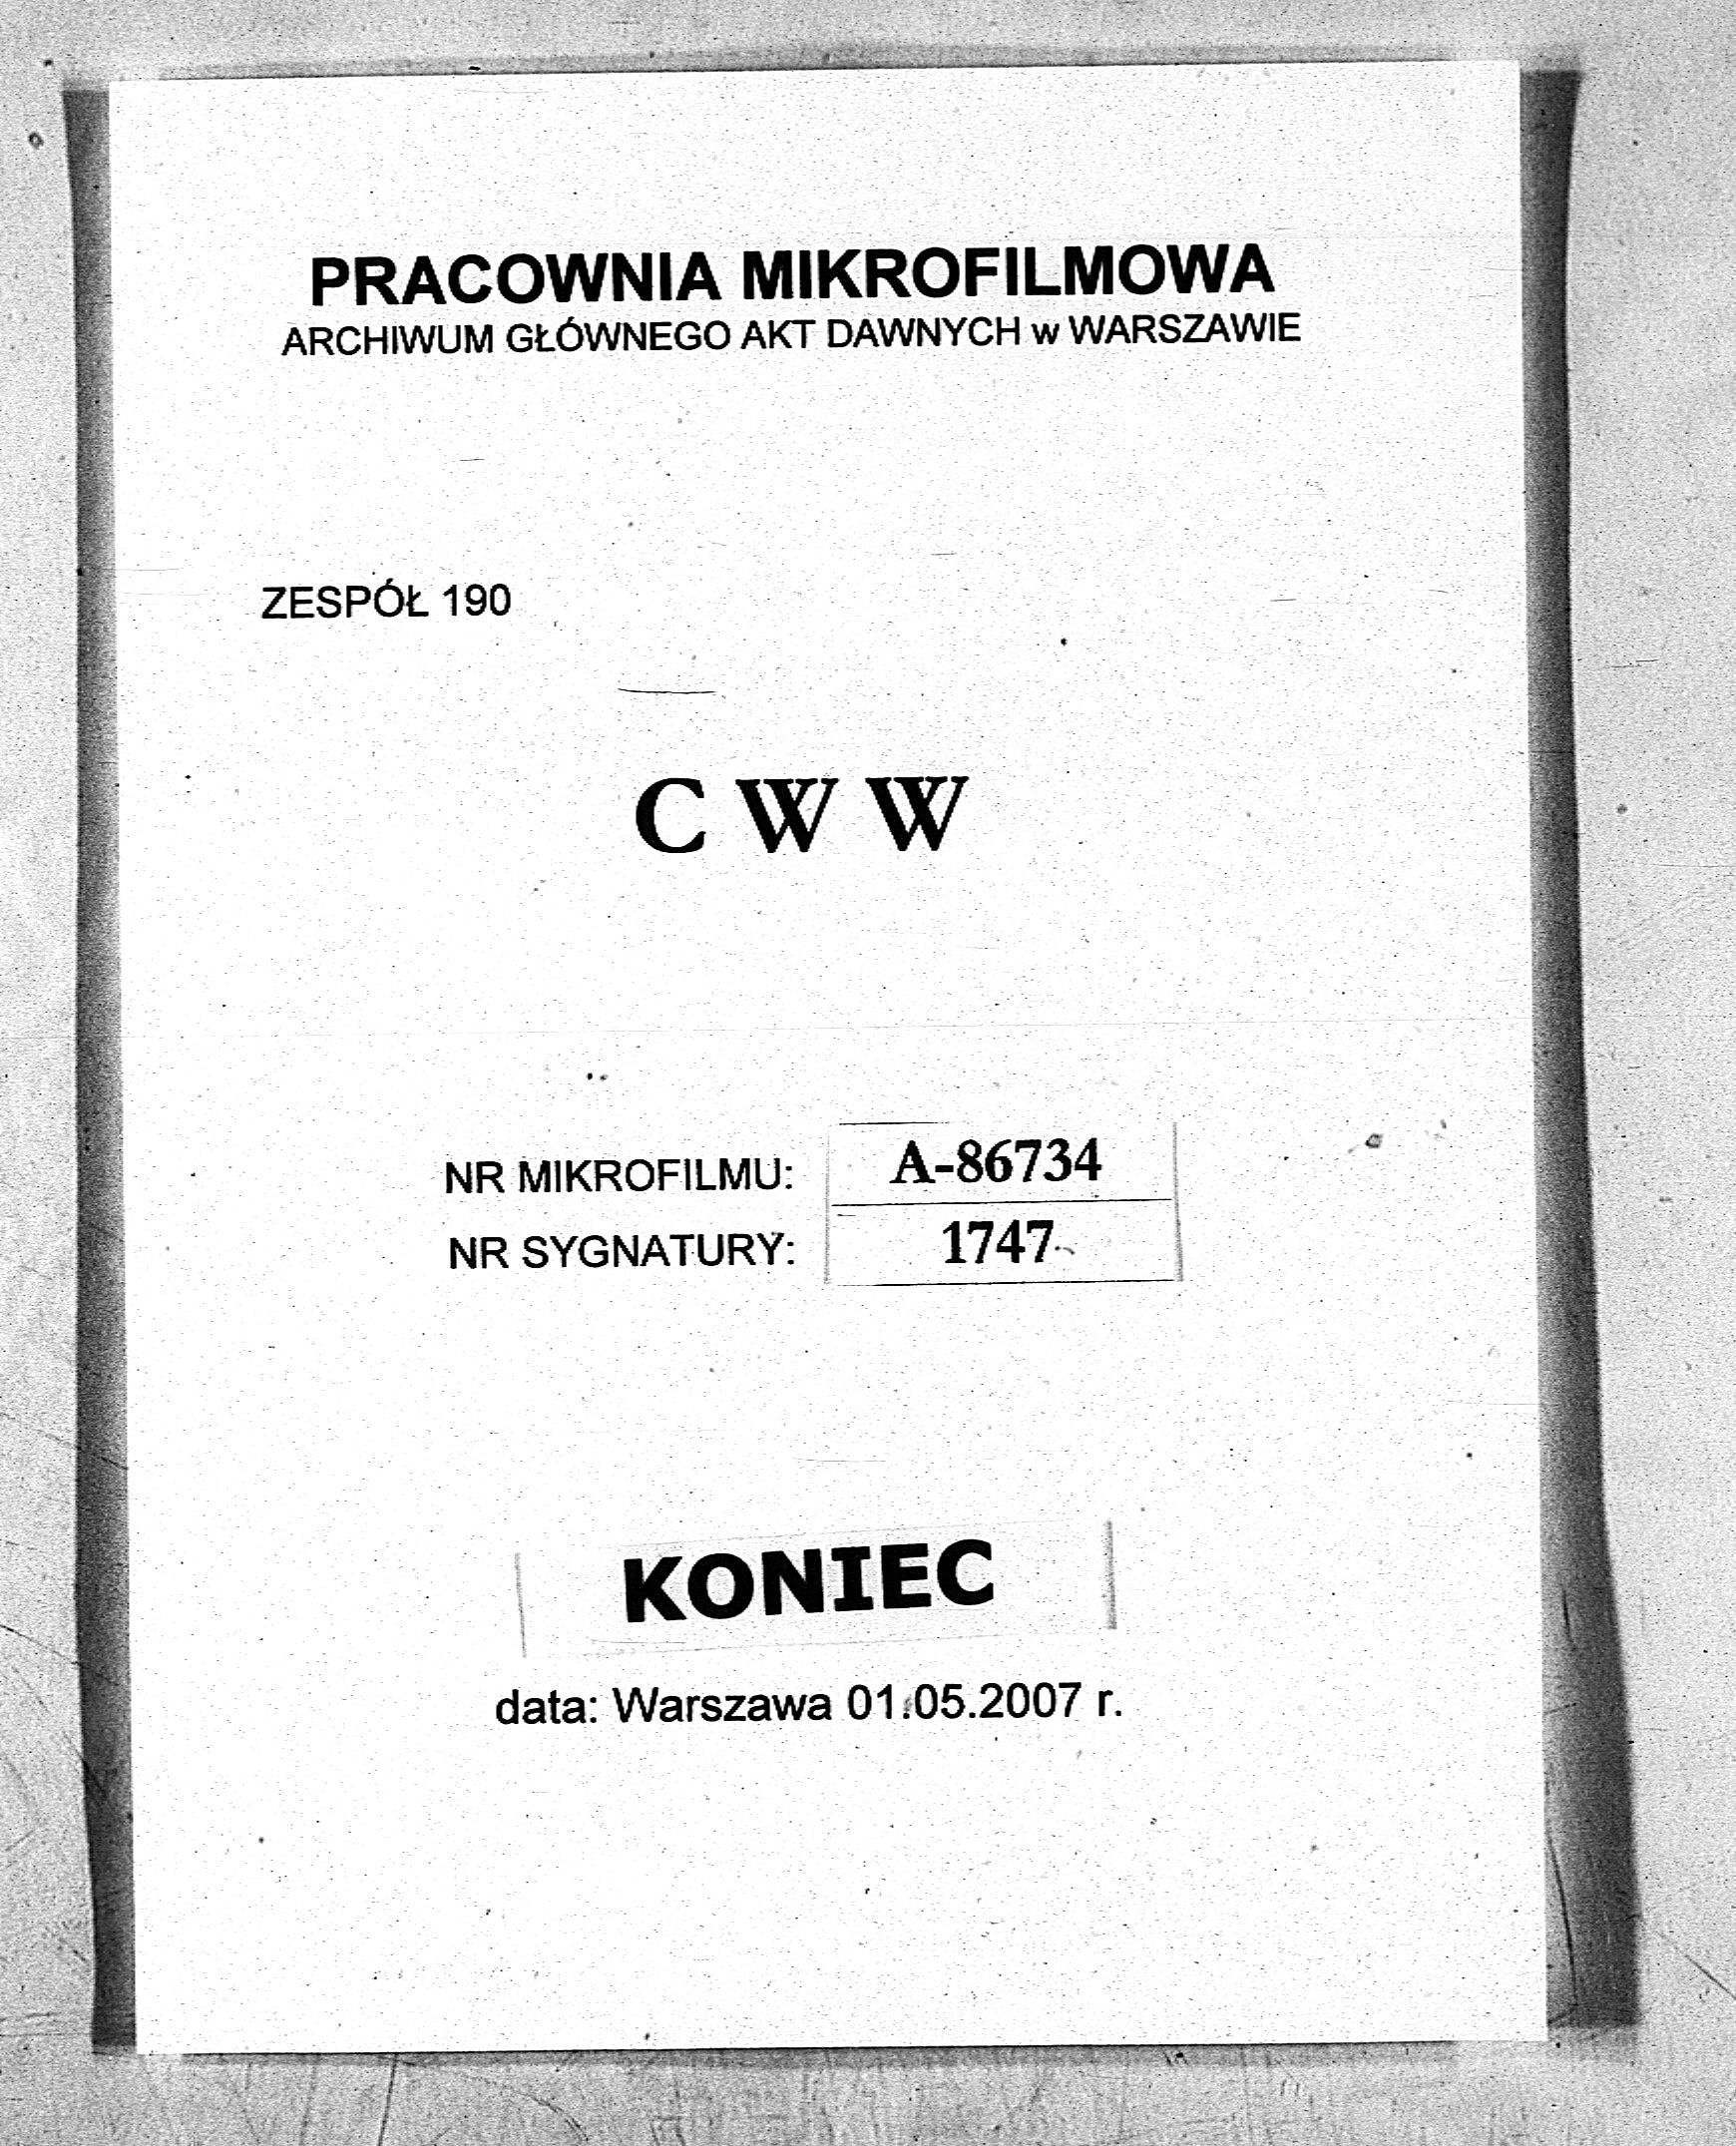 PRACOWNIA MIKROFILMOWA
ARCHIWUM GŁÓWNEGO AKT DAWNYCH w WARSZAWIE
ZESPÓŁ 190
C W W
NR MIKROFILMU: A-86734
NR SYGNATURY: 1747
KONIEC
data: Warszawa 01.05.2007 r.